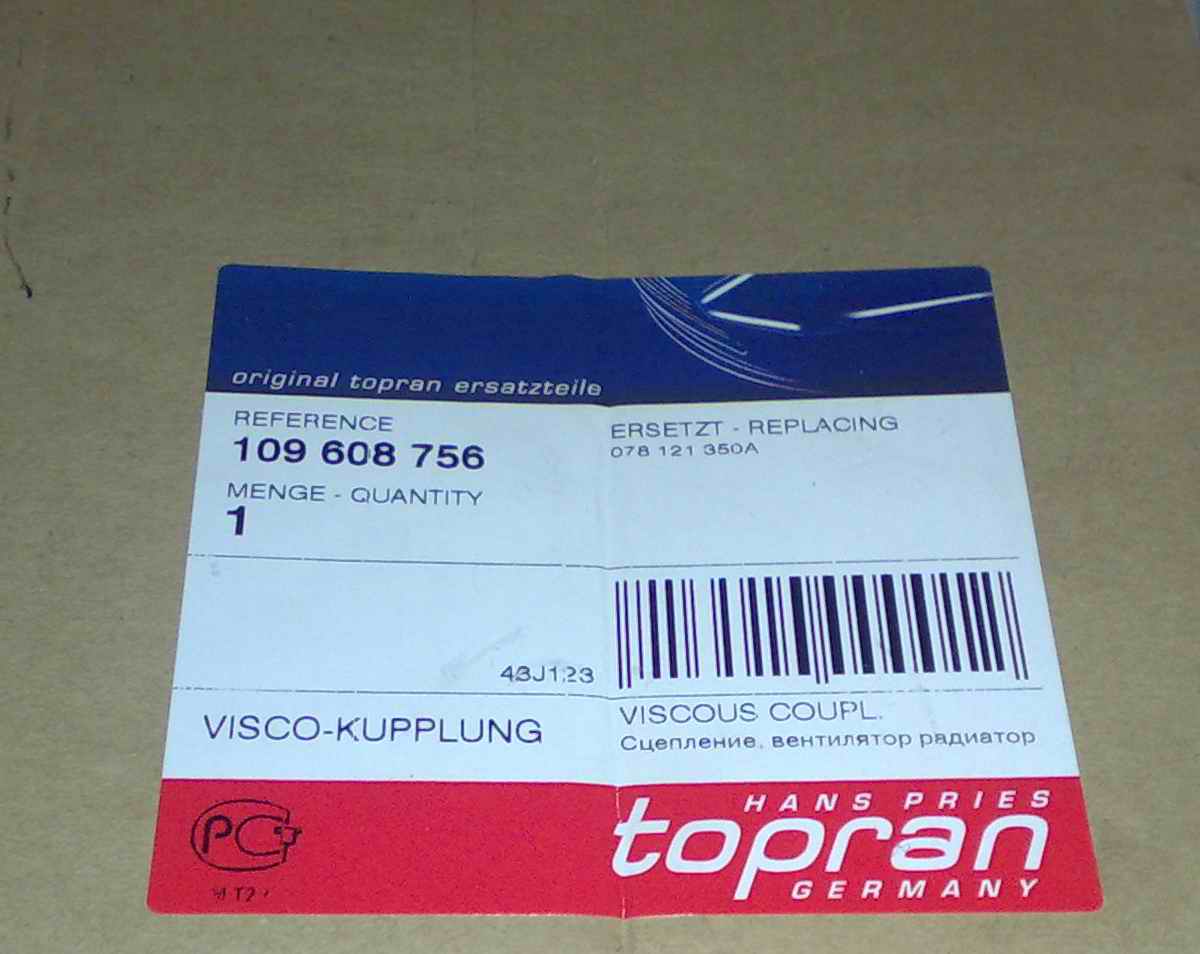 original topran ersatzteile
REFERENCE
109 608 756
MENGE - QUANTITY
1
ERSETZT - REPLACING
078 121 350A
43J123
VISCO-KUPPLUNG
VISCOUS COUPL.
Сцепление, вентилятор радиатор
РС
HANS PRIES
topran
GERMANY